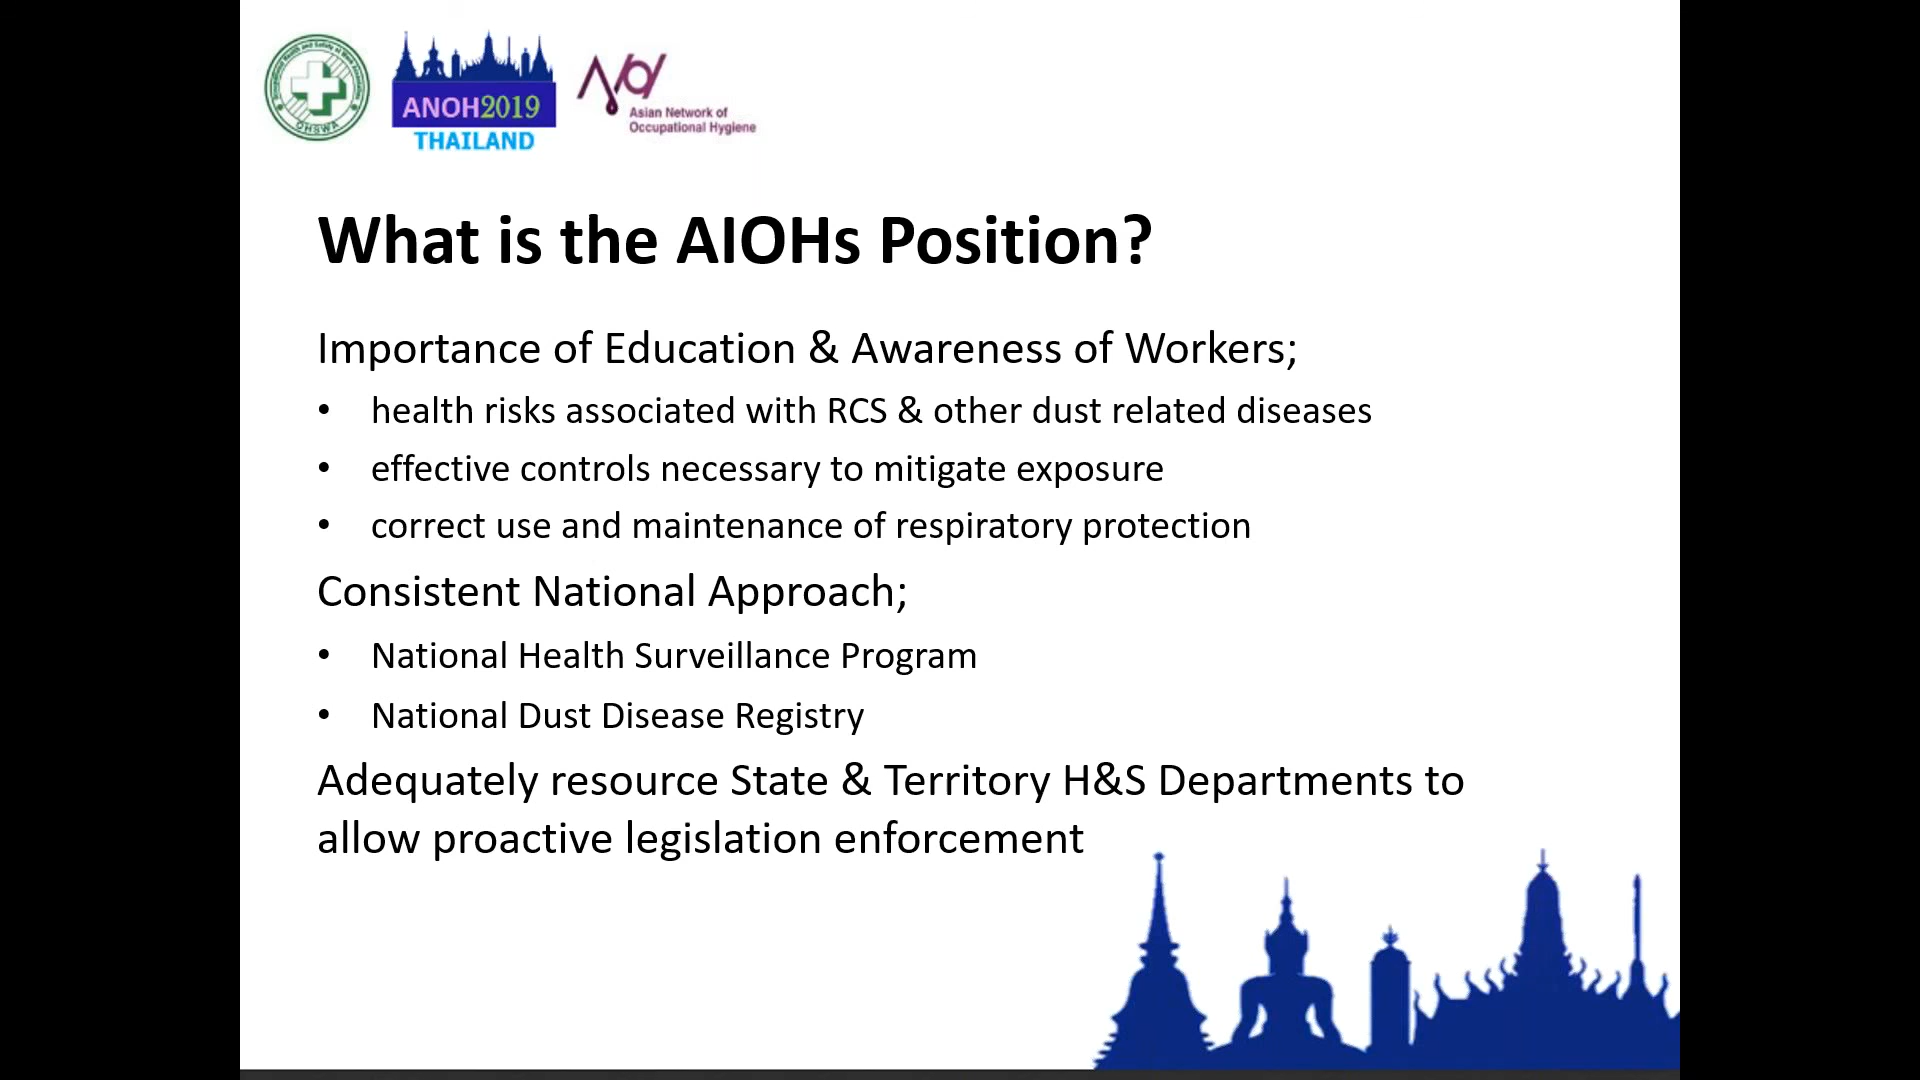 OHSWA
ANOH2019
THAILAND
Asian Network of
Occupational Hygiene
What is the AIOHs Position?
Importance of Education & Awareness of Workers;
• health risks associated with RCS & other dust related diseases
• effective controls necessary to mitigate exposure
• correct use and maintenance of respiratory protection
Consistent National Approach;
• National Health Surveillance Program
• National Dust Disease Registry
Adequately resource State & Territory H&S Departments to
allow proactive legislation enforcement